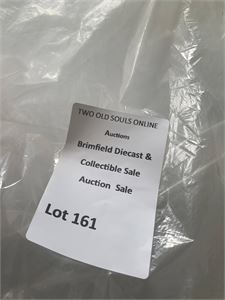 TWO OLD SOULS ONLINE
Auctions
Brimfield Diecast &
Collectible Sale
Auction Sale
Lot 161